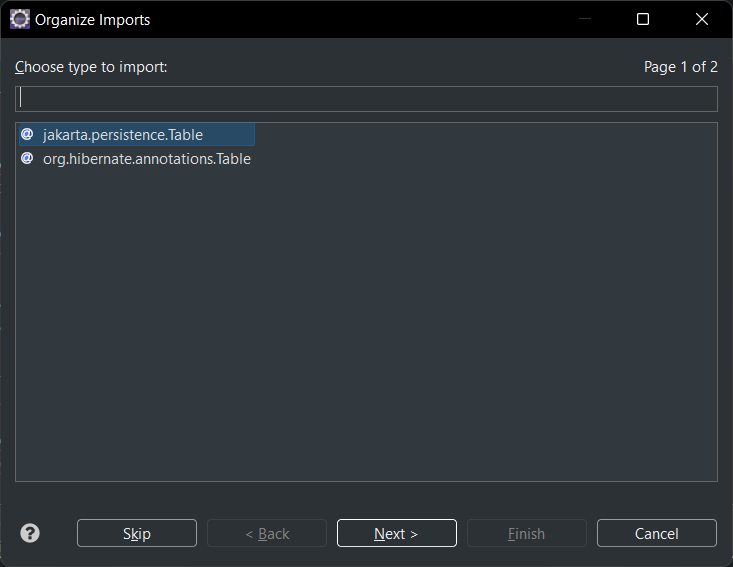 Organize Imports
Choose type to import: Page 1 of 2
@ jakarta.persistence.Table
@ org.hibernate.annotations.Table
? Skip < Back Next > Finish Cancel